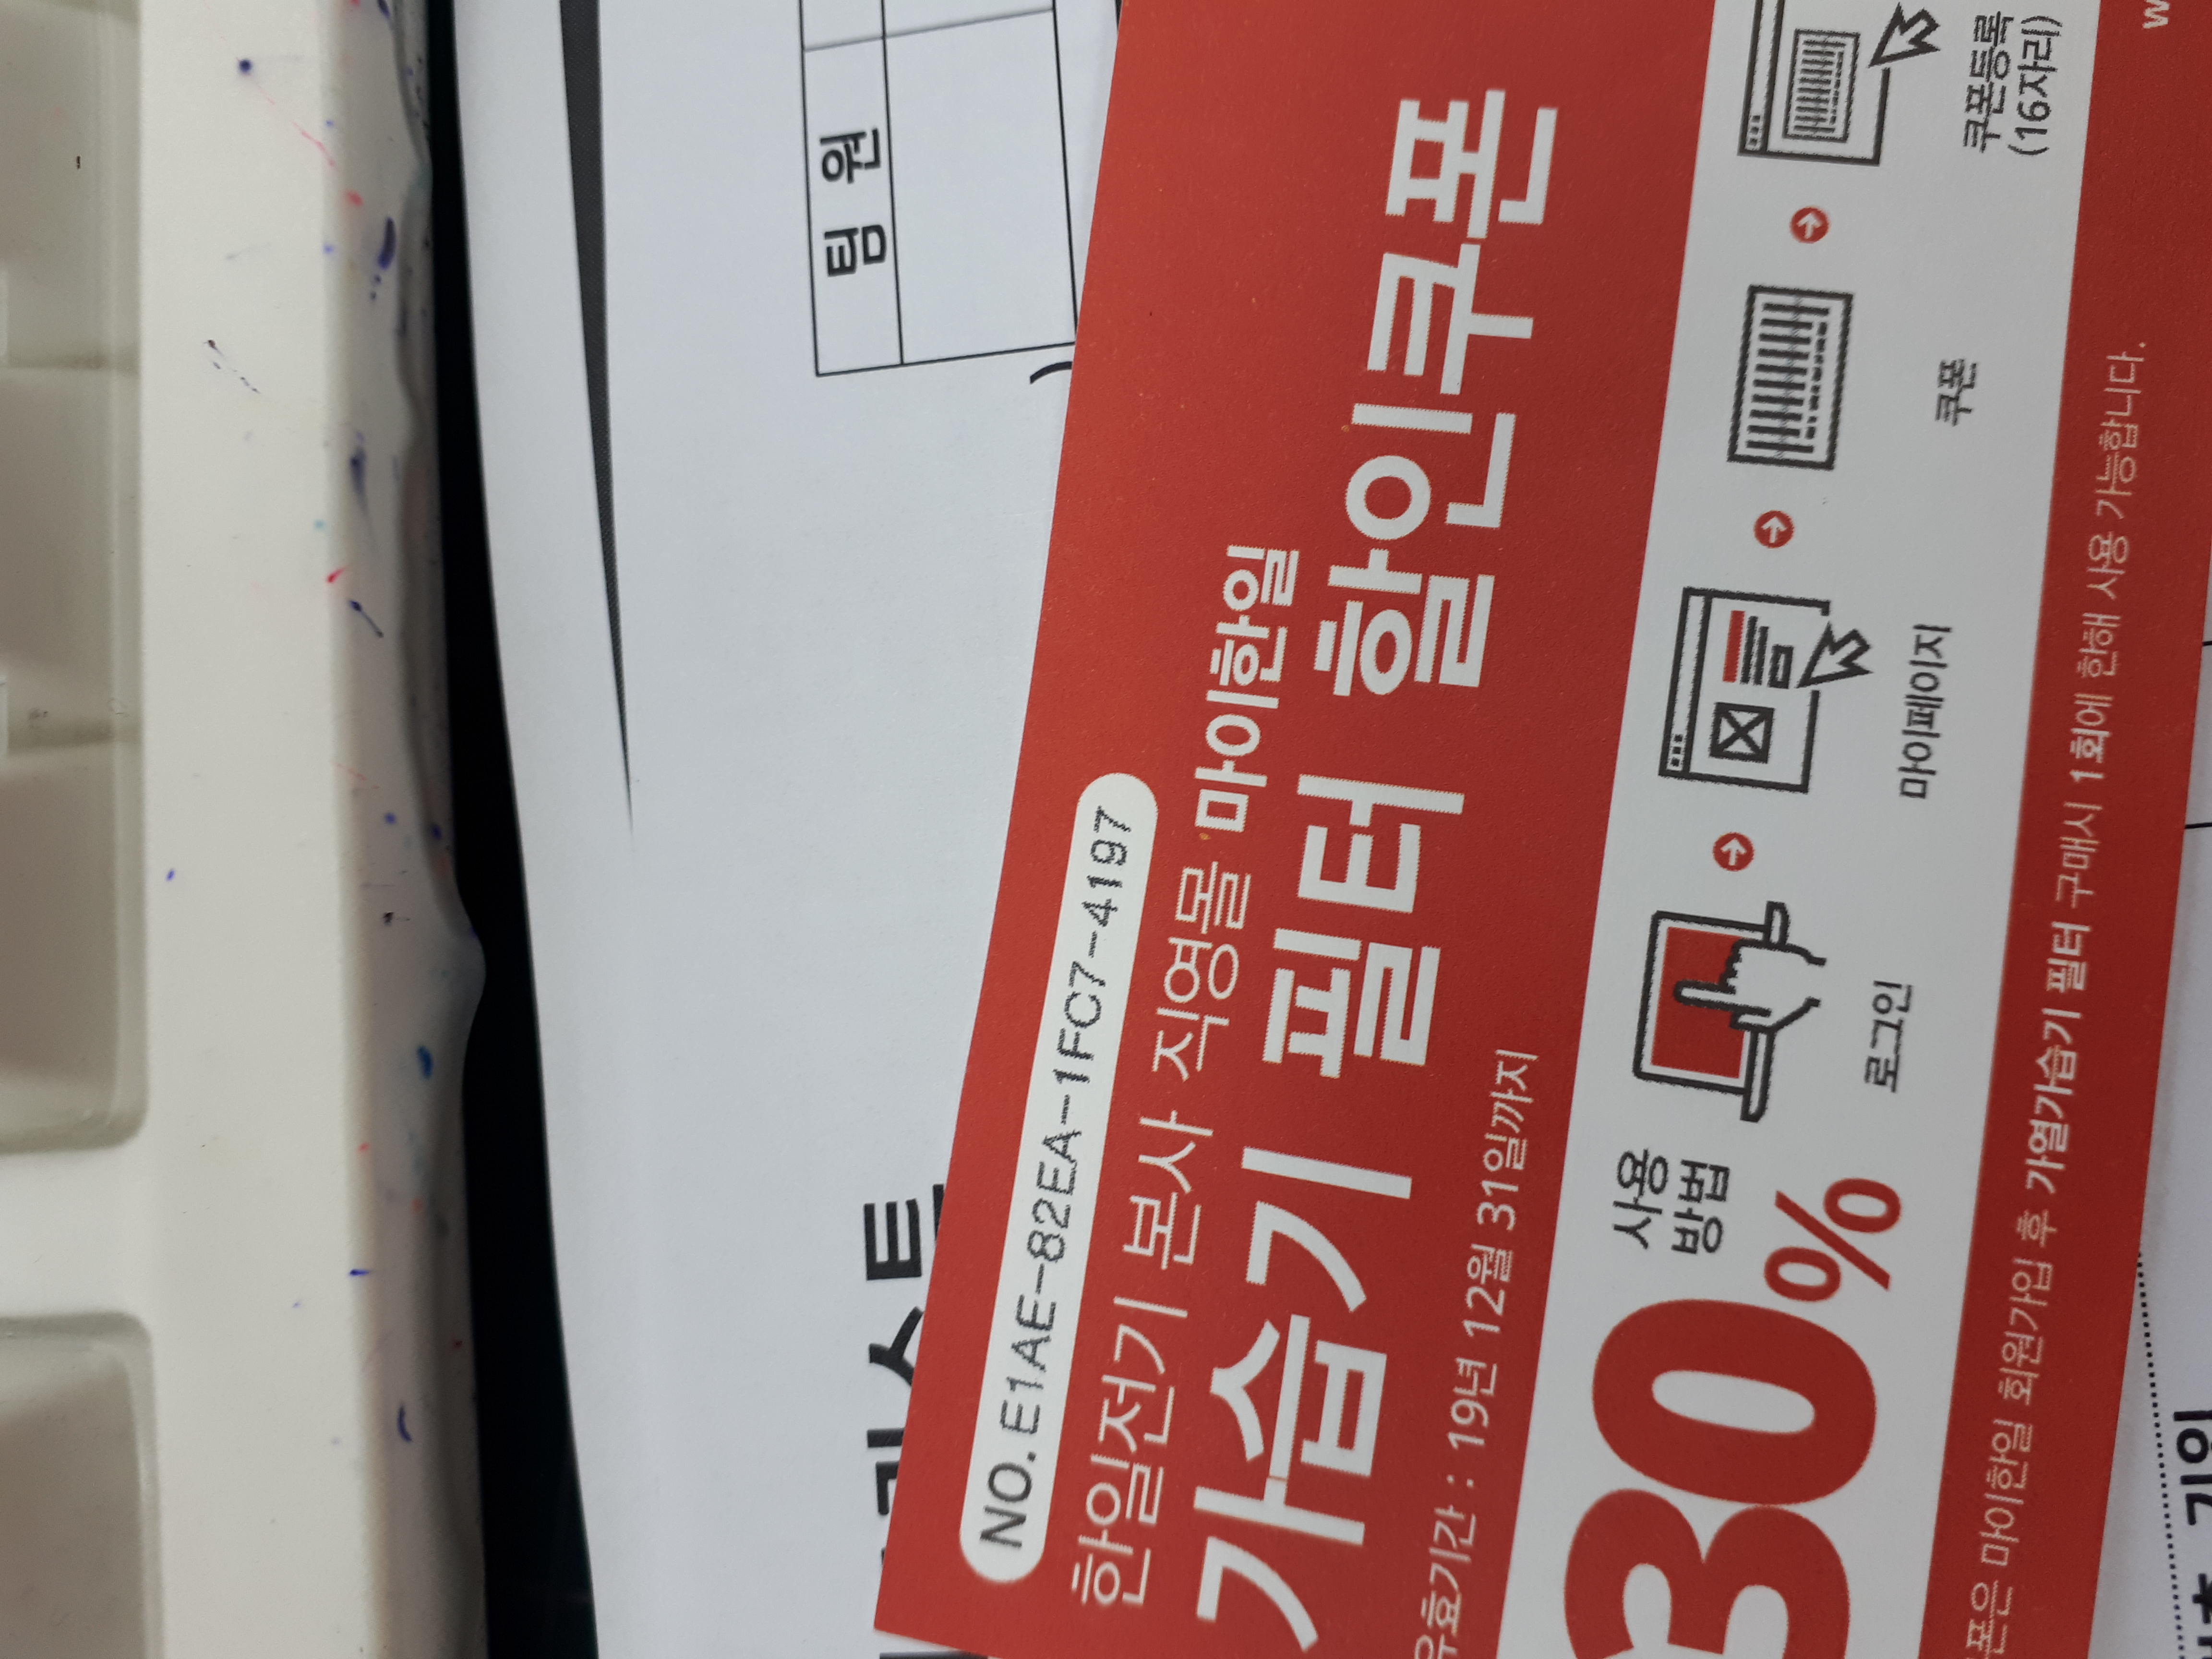 팀 원
NO.E1AE-82EA-1FC7-4197
한일전기 본사 직영몰 마이한일
가습기 필터 할인쿠폰
유효기간 : 19년 12월 31일까지
30%
사용
방법
로그인
마이페이지
쿠폰
쿠폰등록
(16자리)
폰은 마이한일 회원가입 후 가열가습기 필터 구매시 1회에 한해 사용 가능합니다.